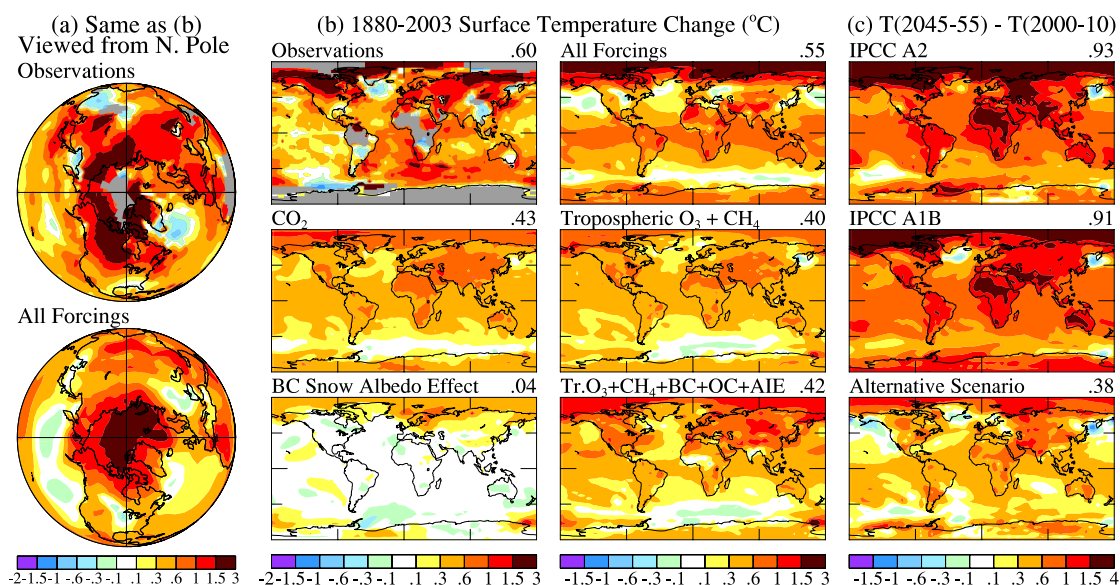 (a) Same as (b)
Viewed from N. Pole
Observations
All Forcings
-2 -1.5 -1 -.6 -.3 -.1 .1 .3 .6 1 1.5 3
(b) 1880-2003 Surface Temperature Change (°C)
Observations .60
All Forcings .55
CO₂ .43
Tropospheric O₃ + CH₄ .40
BC Snow Albedo Effect .04
Tr.O₃+CH₄+BC+OC+AIE .42
-2 -1.5 -1 -.6 -.3 -.1 .1 .3 .6 1 1.5 3
-1.5 -1 -.6 -.3 -.1 .1 .3 .6 1 1.5 3
(c) T(2045-55) - T(2000-10)
IPCC A2 .93
IPCC A1B .91
Alternative Scenario .38
-1.5 -1 -.6 -.3 -.1 .1 .3 .6 1 1.5 2.5